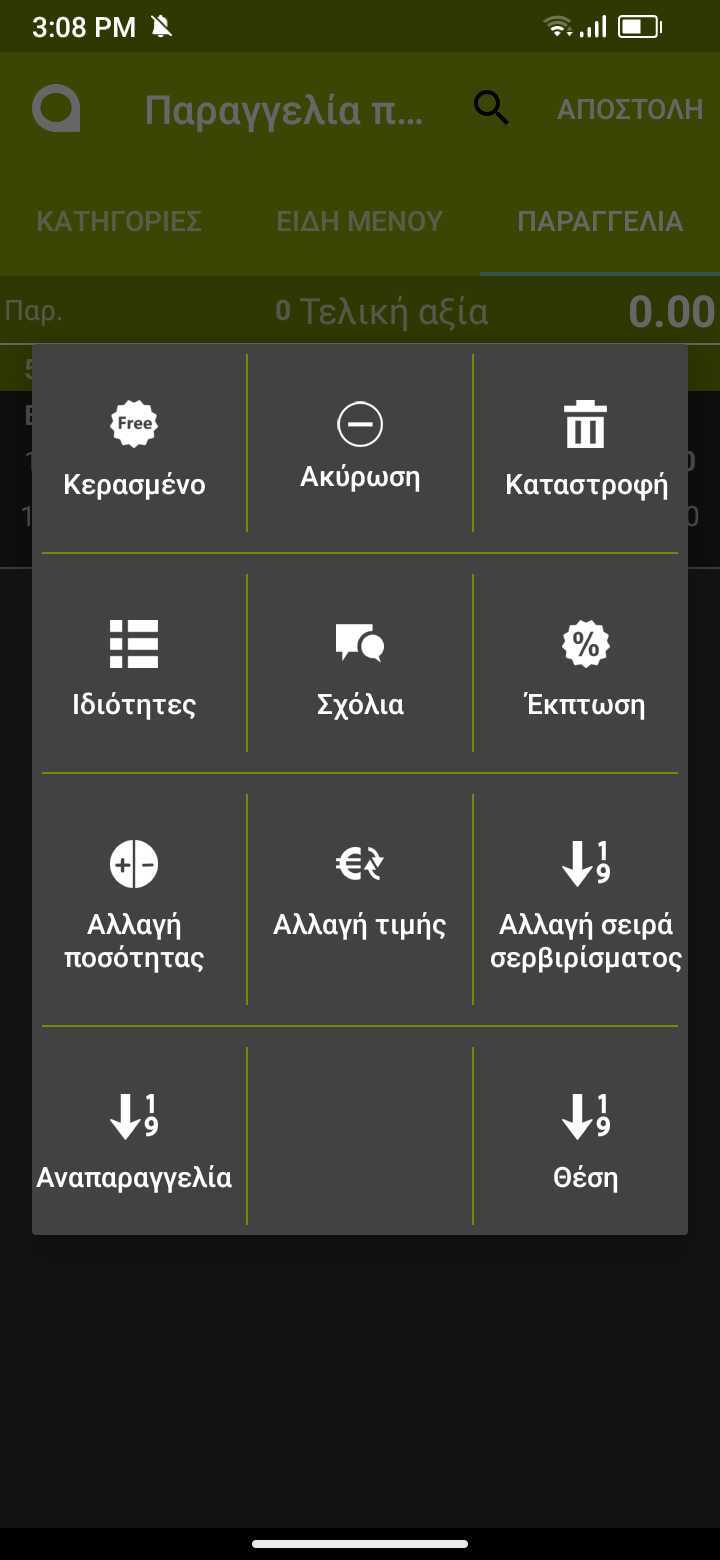 3:08 PM
Παραγγελία π... ΑΠΟΣΤΟΛΗ
ΚΑΤΗΓΟΡΙΕΣ ΕΙΔΗ ΜΕΝΟΥ ΠΑΡΑΓΓΕΛΙΑ
Παρ. 0 Τελική αξία 0.00
Free
Κερασμένο Ακύρωση Καταστροφή
%
Ιδιότητες Σχόλια Έκπτωση
Αλλαγή ποσότητας
Αλλαγή τιμής
1 9
Αλλαγή σειρά σερβιρίσματος
1 9
Αναπαραγγελία
1 9
Θέση